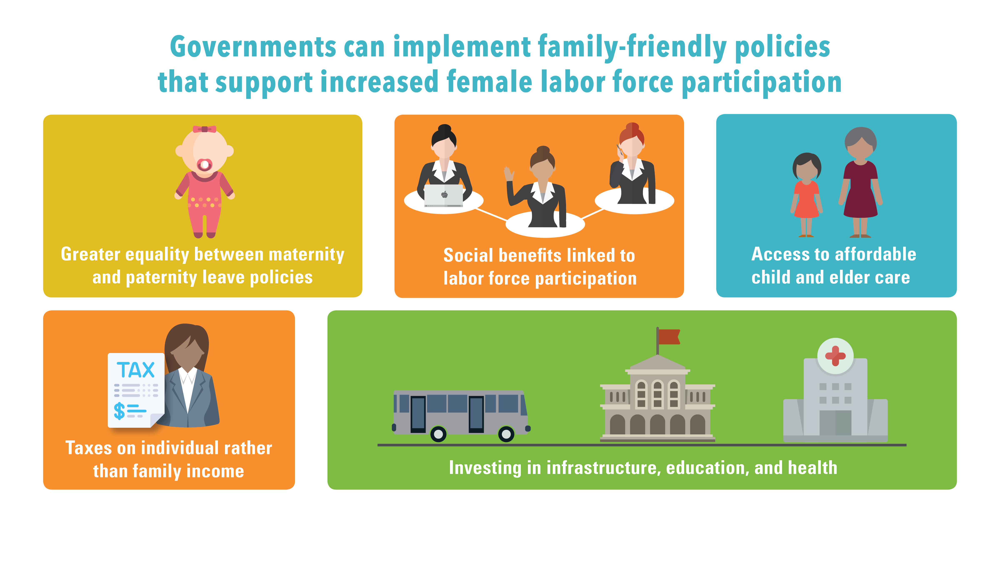 Governments can implement family-friendly policies
that support increased female labor force participation
Greater equality between maternity
and paternity leave policies
Social benefits linked to
labor force participation
Access to affordable
child and elder care
TAX
$
Taxes on individual rather
than family income
Investing in infrastructure, education, and health